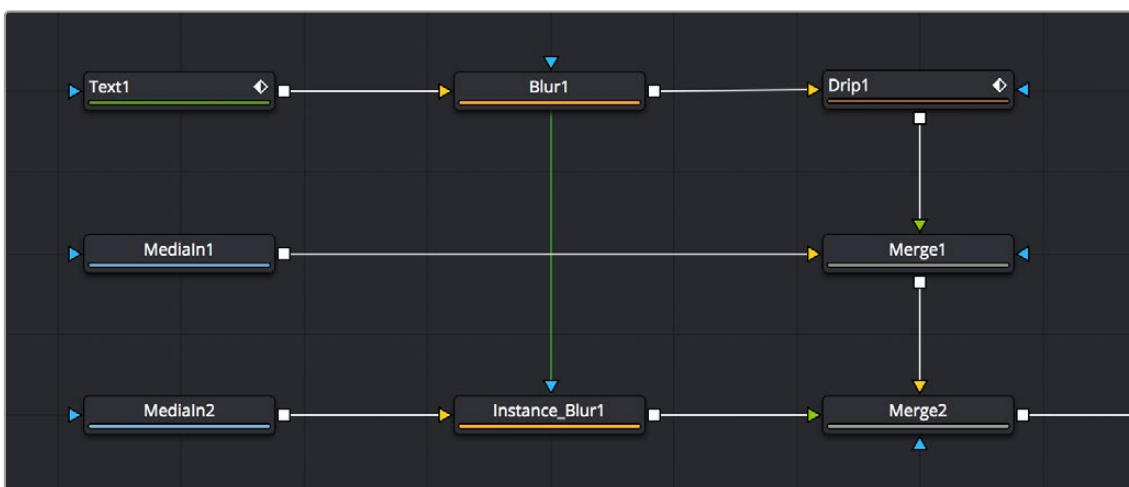 Text1
Blur1
Drip1
MediaIn1
Merge1
MediaIn2
Instance_Blur1
Merge2